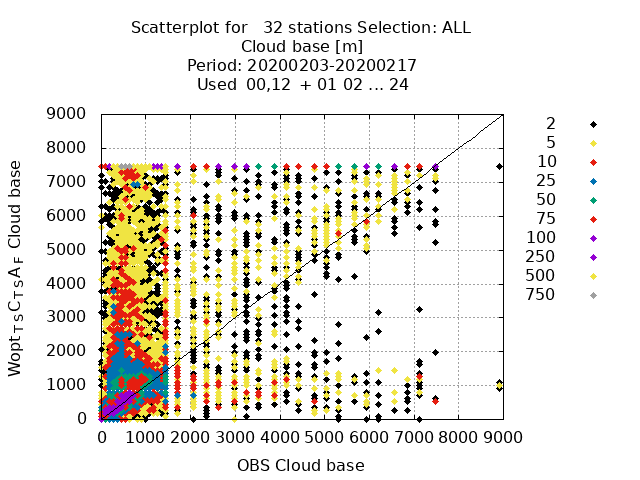 Scatterplot for 32 stations Selection: ALL
Cloud base [m]
Period: 20200203-20200217
Used 00,12 + 01 02 ... 24
9000
8000
7000
6000
5000
4000
3000
2000
1000
0
Wopt_TSC_TSA_F Cloud base
0 1000 2000 3000 4000 5000 6000 7000 8000 9000
OBS Cloud base
2
5
10
25
50
75
100
250
500
750